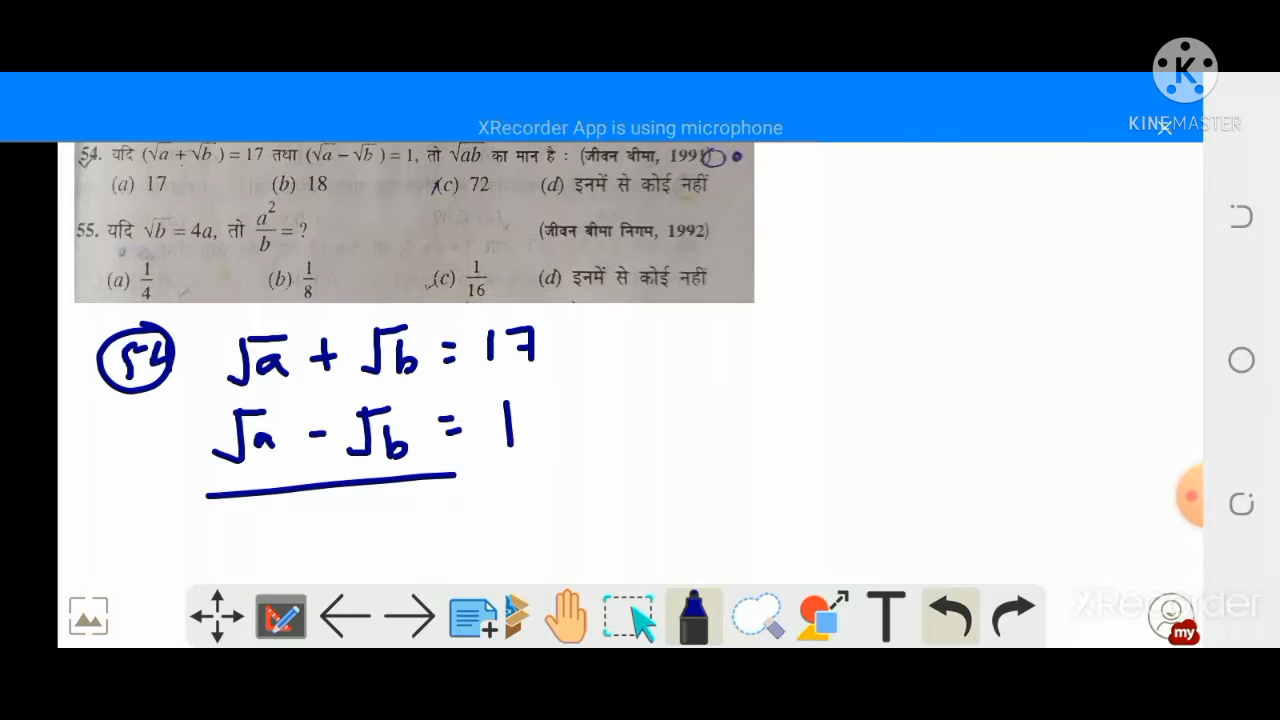 K
KINEMASTER
XRecorder App is using microphone
54. यदि (√a + √b) = 17 तथा (√a − √b) = 1, तो √ab का मान है : (जीवन बीमा, 1991)
(a) 17 (b) 18 (c) 72 (d) इनमें से कोई नहीं
55. यदि √b = 4a, तो a²/b = ? (जीवन बीमा निगम, 1992)
(a) 1/4 (b) 1/8 (c) 1/16 (d) इनमें से कोई नहीं
54 √a + √b = 17
√a - √b = 1
T
XRecorder
my